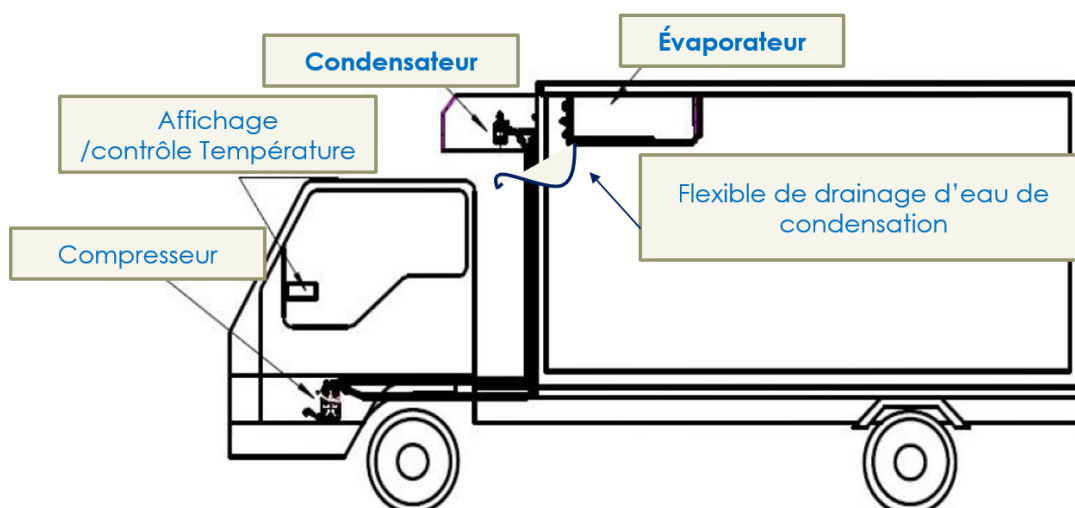 Évaporateur
Condensateur
Affichage
/contrôle Température
Flexible de drainage d’eau de
condensation
Compresseur